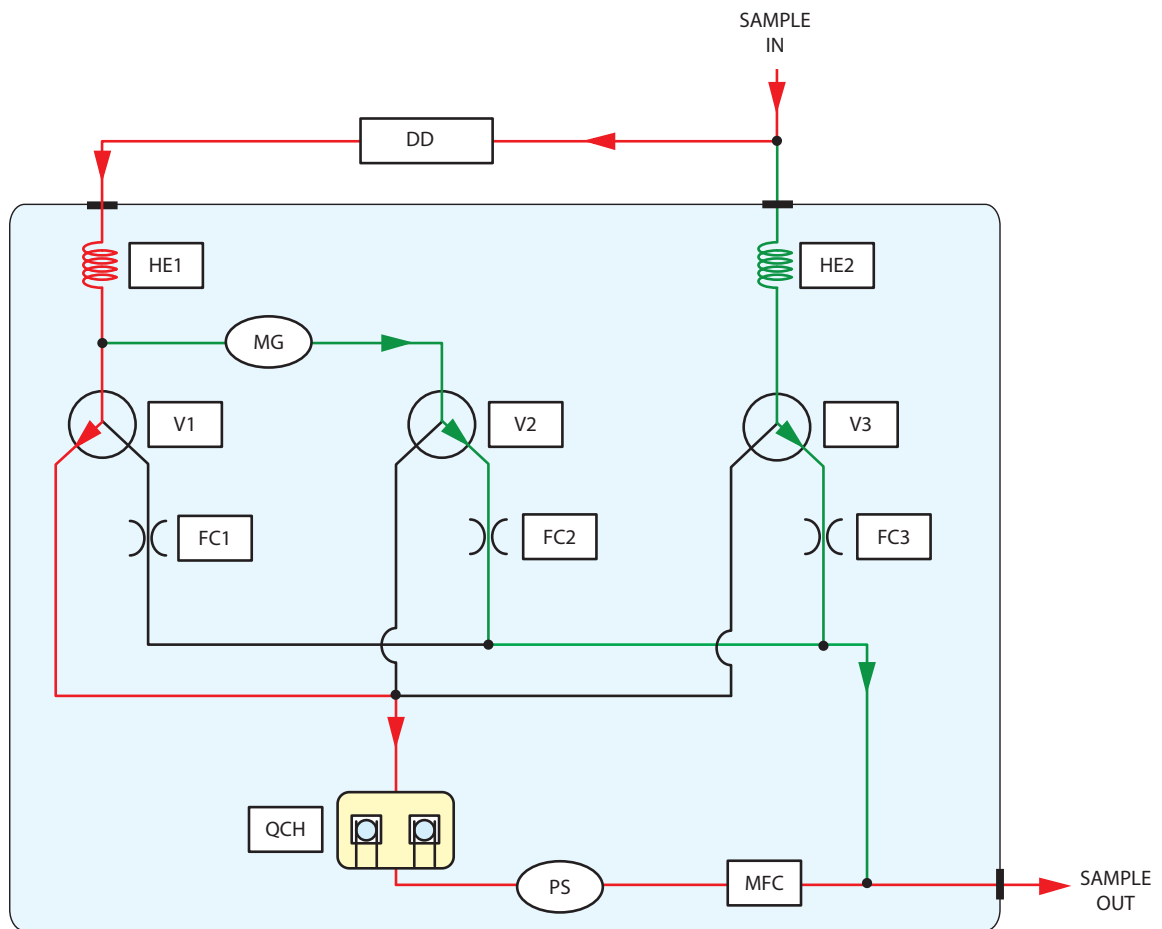 SAMPLE
IN
DD
HE1
HE2
MG
V1
V2
V3
FC1
FC2
FC3
QCH
PS
MFC
SAMPLE
OUT